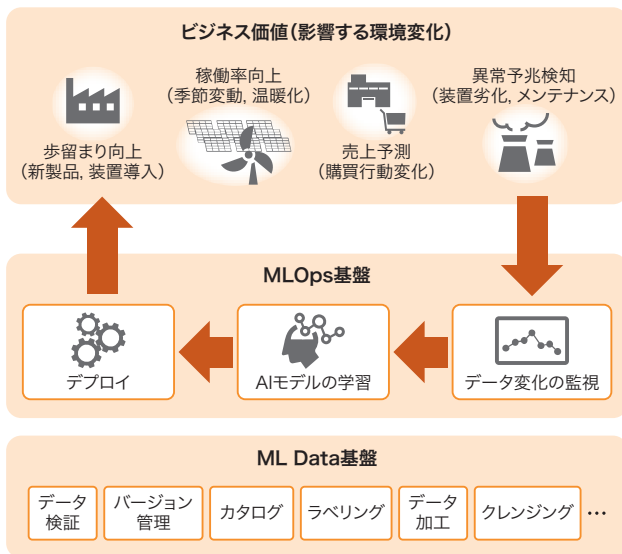 ビジネス価値(影響する環境変化)
稼働率向上
(季節変動, 温暖化)
異常予兆検知
(装置劣化, メンテナンス)
歩留まり向上
(新製品, 装置導入)
売上予測
(購買行動変化)
MLOps基盤
デプロイ
AIモデルの学習
データ変化の監視
ML Data基盤
データ
検証
バージョン
管理
カタログ
ラベリング
データ
加工
クレンジング
…